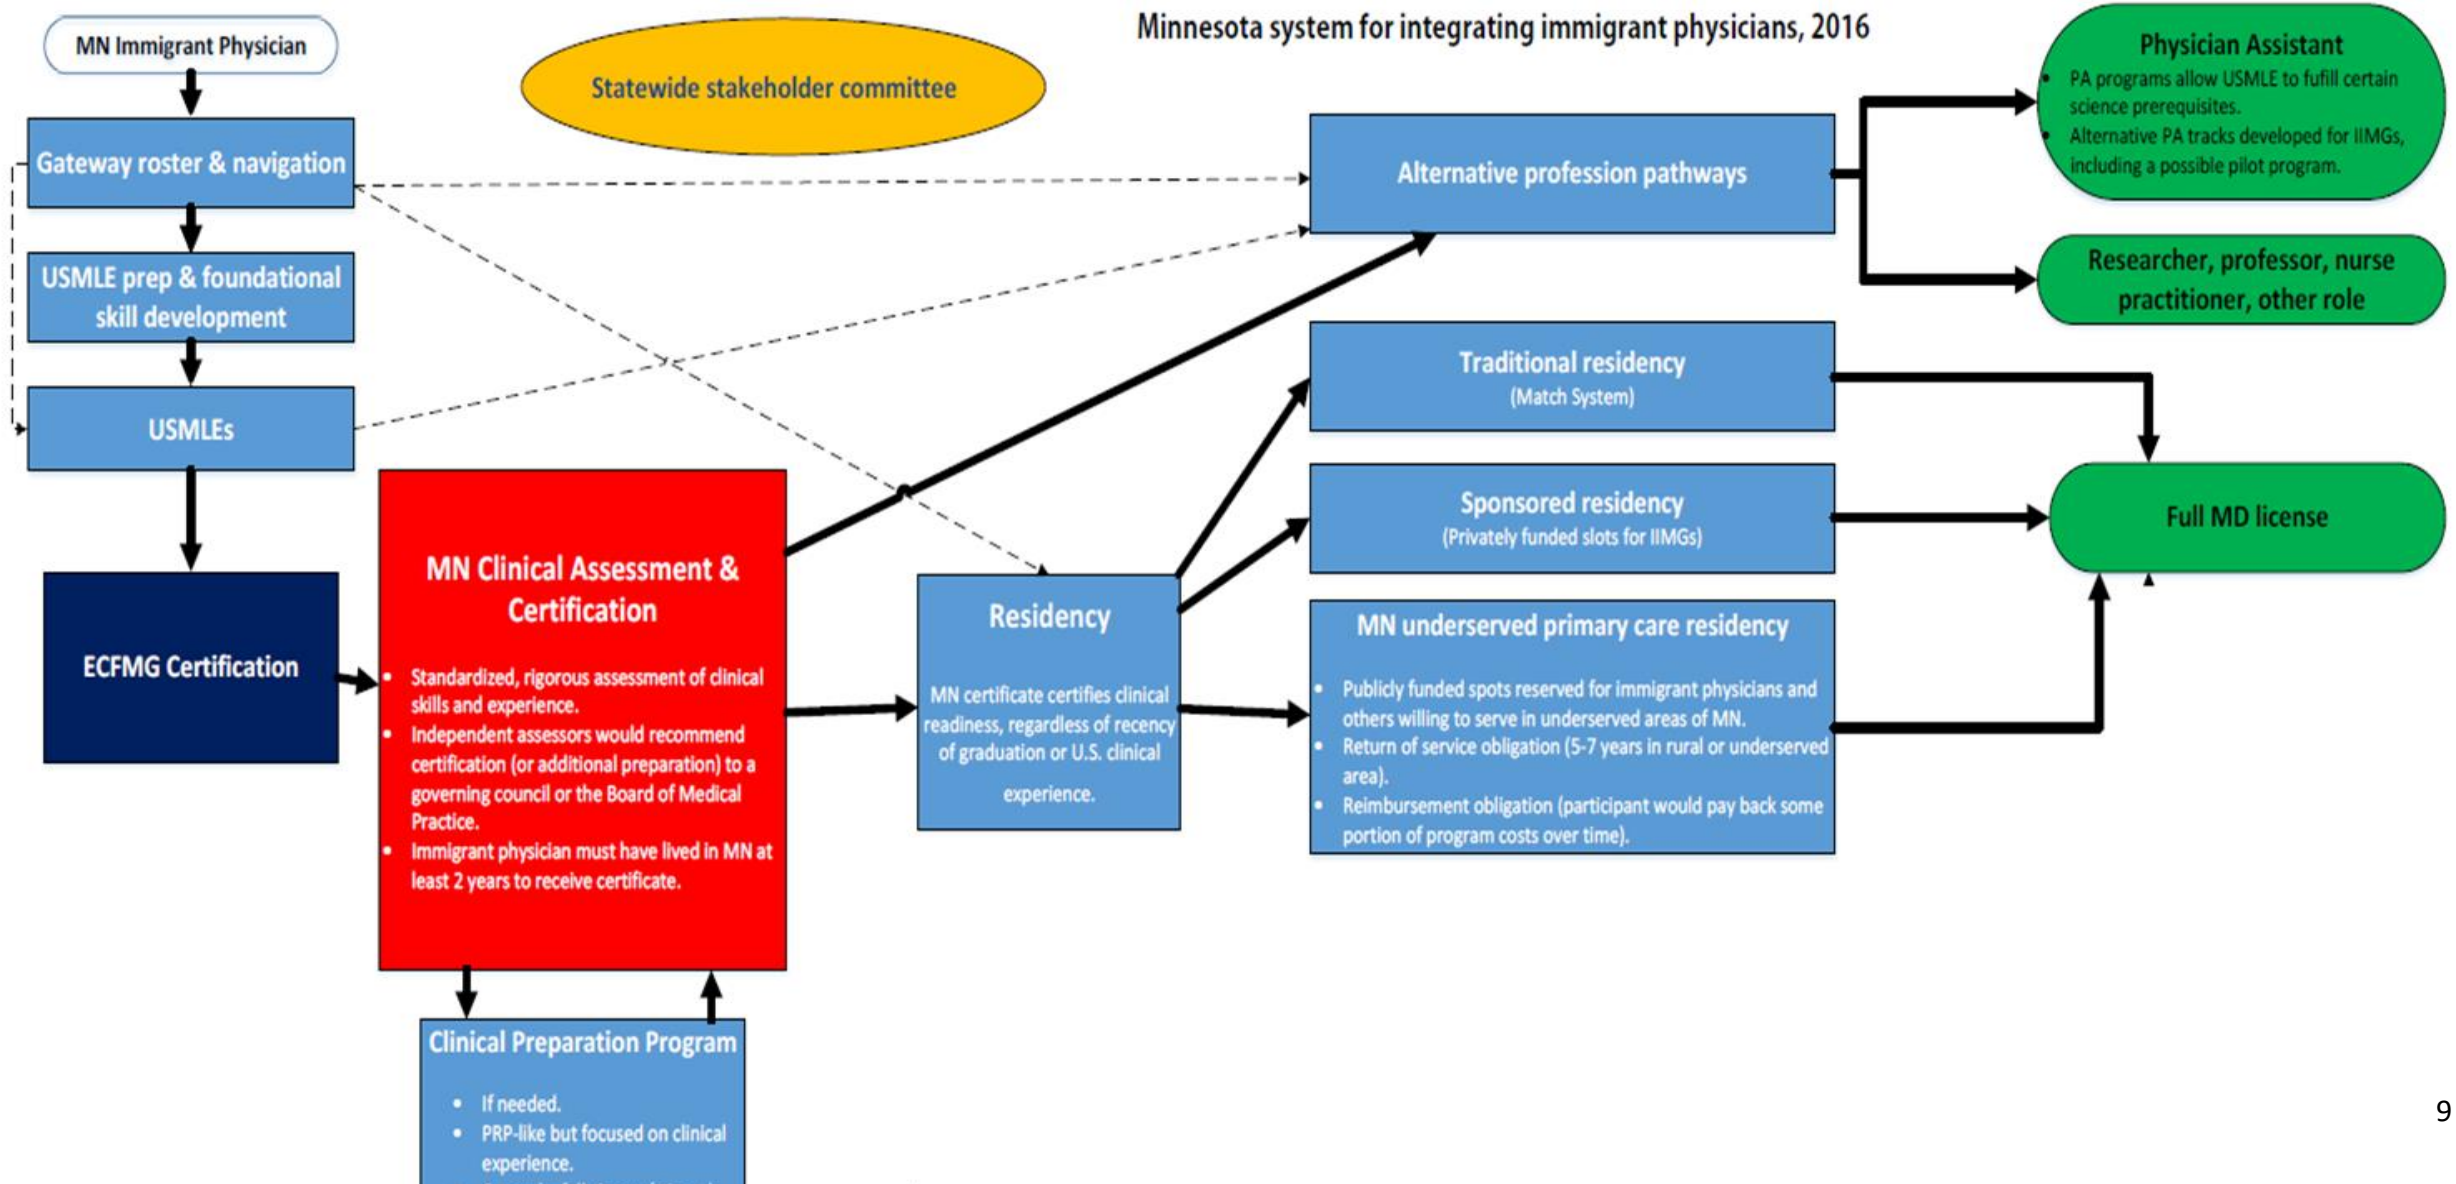 Minnesota system for integrating immigrant physicians, 2016
MN Immigrant Physician
Statewide stakeholder committee
Gateway roster & navigation
USMLE prep & foundational
skill development
USMLEs
ECFMG Certification
MN Clinical Assessment &
Certification
• Standardized, rigorous assessment of clinical
skills and experience.
• Independent assessors would recommend
certification (or additional preparation) to a
governing council or the Board of Medical
Practice.
• Immigrant physician must have lived in MN at
least 2 years to receive certificate.
Clinical Preparation Program
• If needed.
• PRP-like but focused on clinical
experience.
Residency
MN certificate certifies clinical
readiness, regardless of recency
of graduation or U.S. clinical
experience.
Alternative profession pathways
Traditional residency
(Match System)
Sponsored residency
(Privately funded slots for IIMGs)
MN underserved primary care residency
• Publicly funded spots reserved for immigrant physicians and
others willing to serve in underserved areas of MN.
• Return of service obligation (5-7 years in rural or underserved
area).
• Reimbursement obligation (participant would pay back some
portion of program costs over time).
Physician Assistant
• PA programs allow USMLE to fufill certain
science prerequisites.
• Alternative PA tracks developed for IIMGs,
including a possible pilot program.
Researcher, professor, nurse
practitioner, other role
Full MD license
9